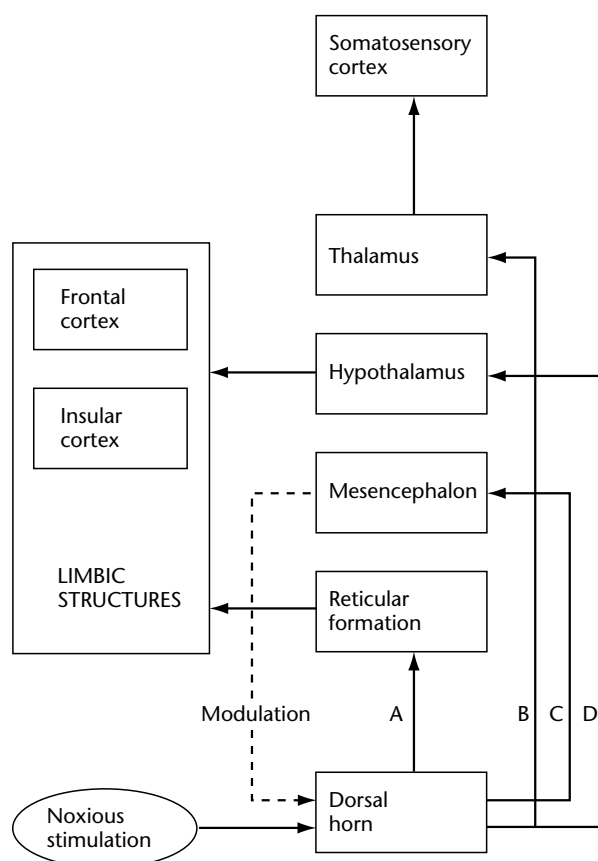 Somatosensory
cortex
Thalamus
Frontal
cortex
Hypothalamus
Insular
cortex
Mesencephalon
LIMBIC
STRUCTURES
Reticular
formation
Modulation
A
B
C
D
Dorsal
horn
Noxious
stimulation